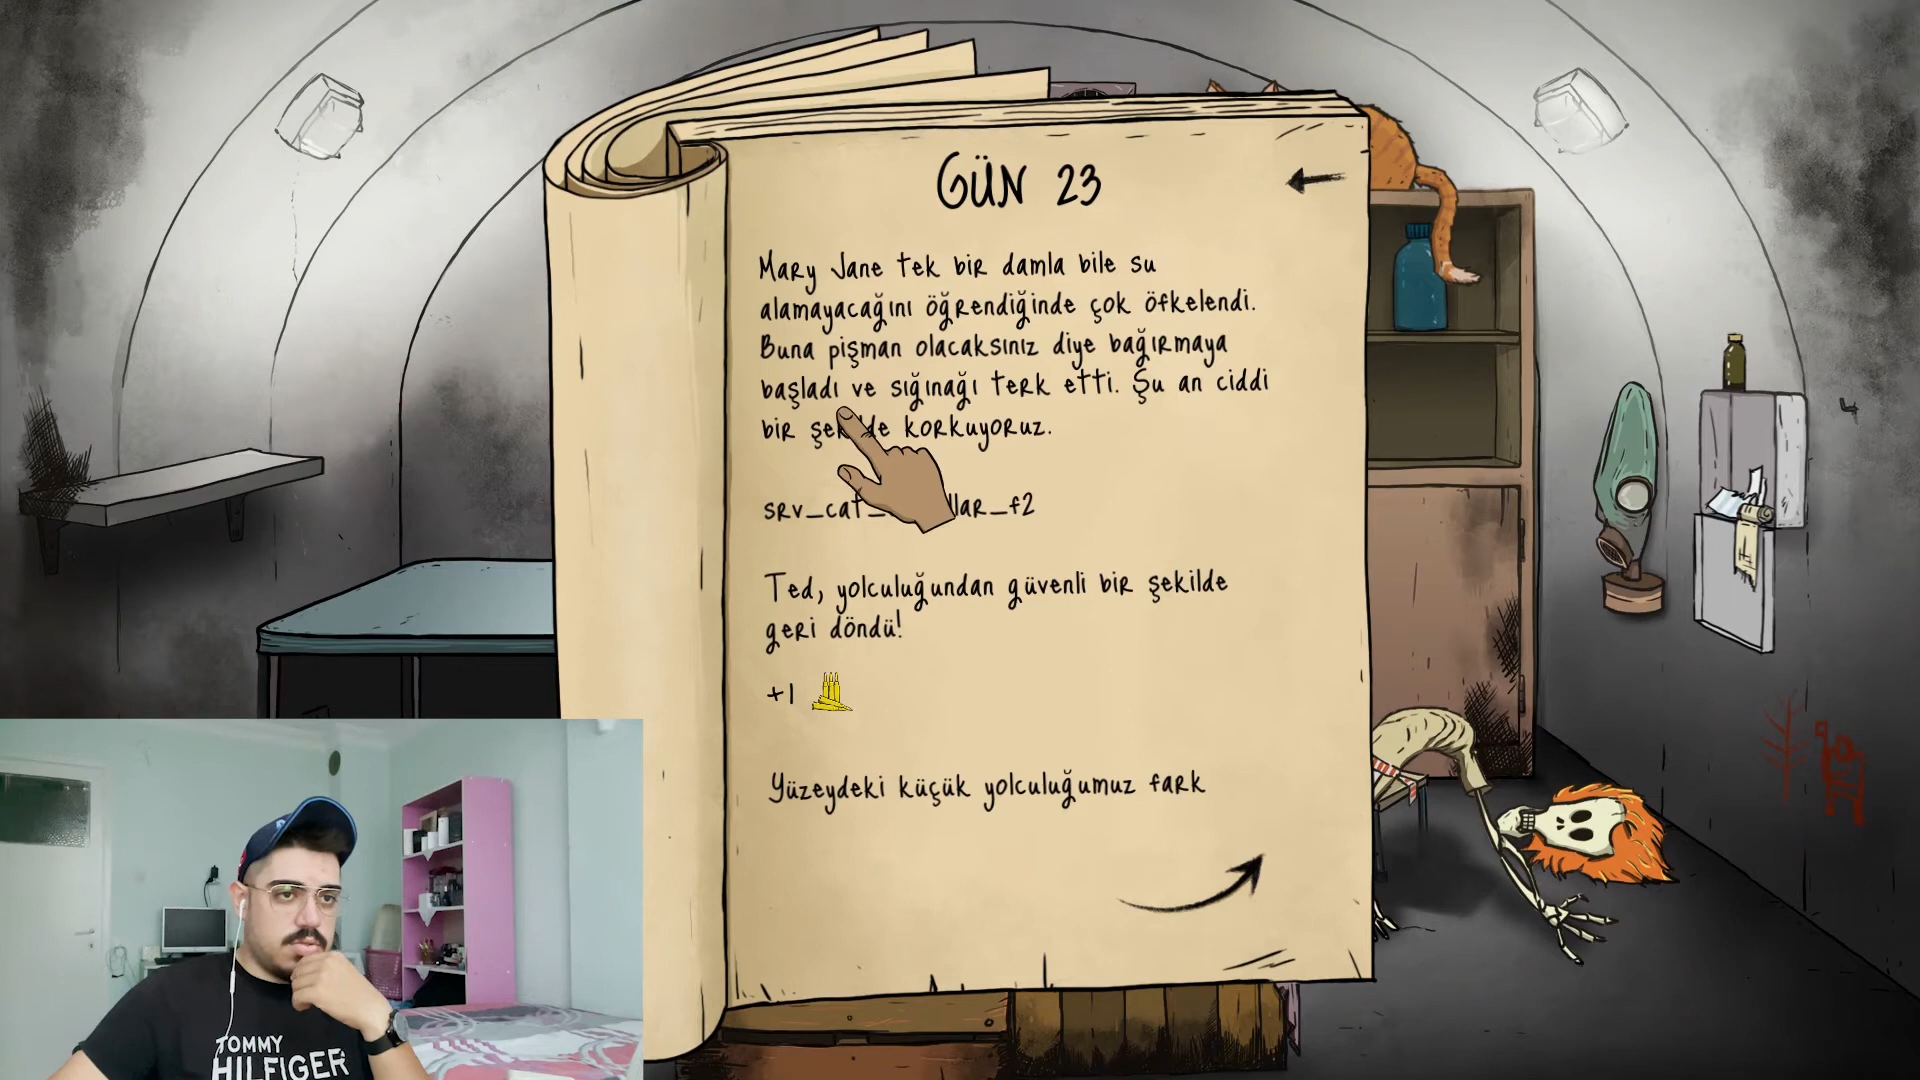 GÜN 23
Mary Jane tek bir damla bile su
alamayacağını öğrendiğinde çok öfkelendi.
Buna pişman olacaksınız diye bağırmaya
başladı ve sığınağı terk etti. Şu an ciddi
bir korkuyoruz.
Ted, yolculuğundan güvenli bir şekilde
geri döndü!
+1
Yüzeydeki küçük yolculuğumuz fark
TOMMY
HILFIGER